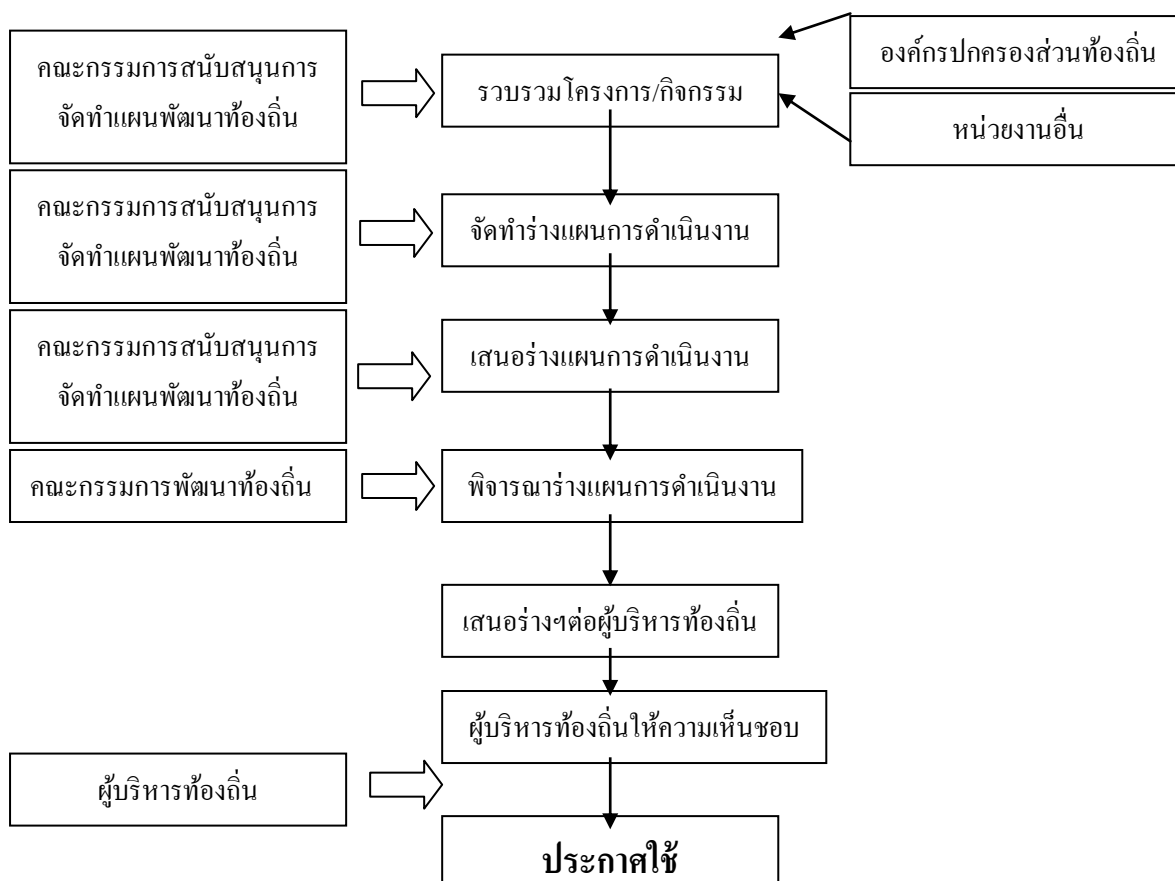 คณะกรรมการสนับสนุนการ
จัดทำแผนพัฒนาท้องถิ่น
รวบรวมโครงการ/กิจกรรม
องค์กรปกครองส่วนท้องถิ่น
หน่วยงานอื่น
คณะกรรมการสนับสนุนการ
จัดทำแผนพัฒนาท้องถิ่น
จัดทำร่างแผนการดำเนินงาน
คณะกรรมการสนับสนุนการ
จัดทำแผนพัฒนาท้องถิ่น
เสนอร่างแผนการดำเนินงาน
คณะกรรมการพัฒนาท้องถิ่น
พิจารณาร่างแผนการดำเนินงาน
เสนอร่างฯต่อผู้บริหารท้องถิ่น
ผู้บริหารท้องถิ่นให้ความเห็นชอบ
ผู้บริหารท้องถิ่น
ประกาศใช้